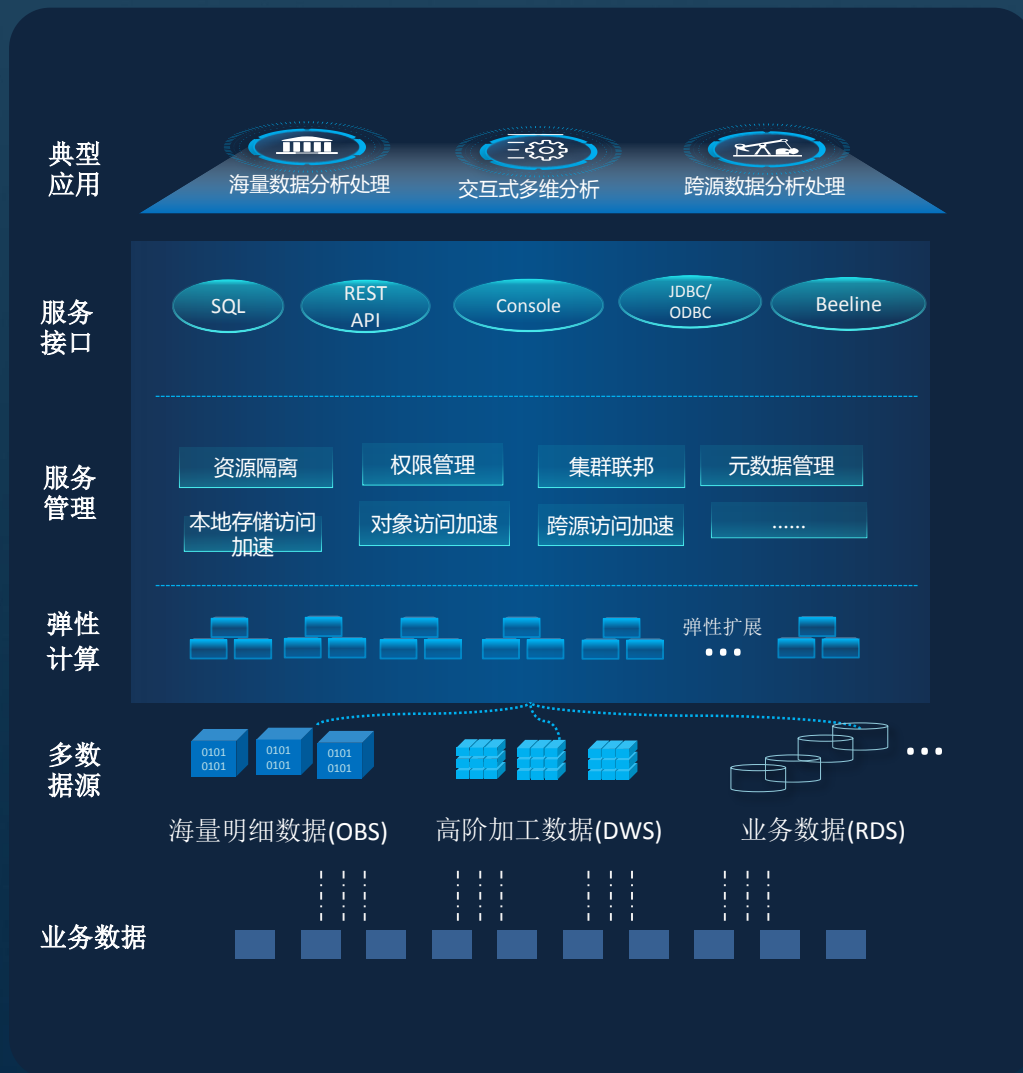 典型
应用
海量数据分析处理
交互式多维分析
跨源数据分析处理
服务
接口
SQL
REST
API
Console
JDBC/
ODBC
Beeline
服务
管理
资源隔离
权限管理
集群联邦
元数据管理
本地存储访问
加速
对象访问加速
跨源访问加速
......
弹性
计算
弹性扩展
...
多数
据源
0101
0101
0101
0101
0101
0101
...
海量明细数据(OBS)
高阶加工数据(DWS)
业务数据(RDS)
业务数据